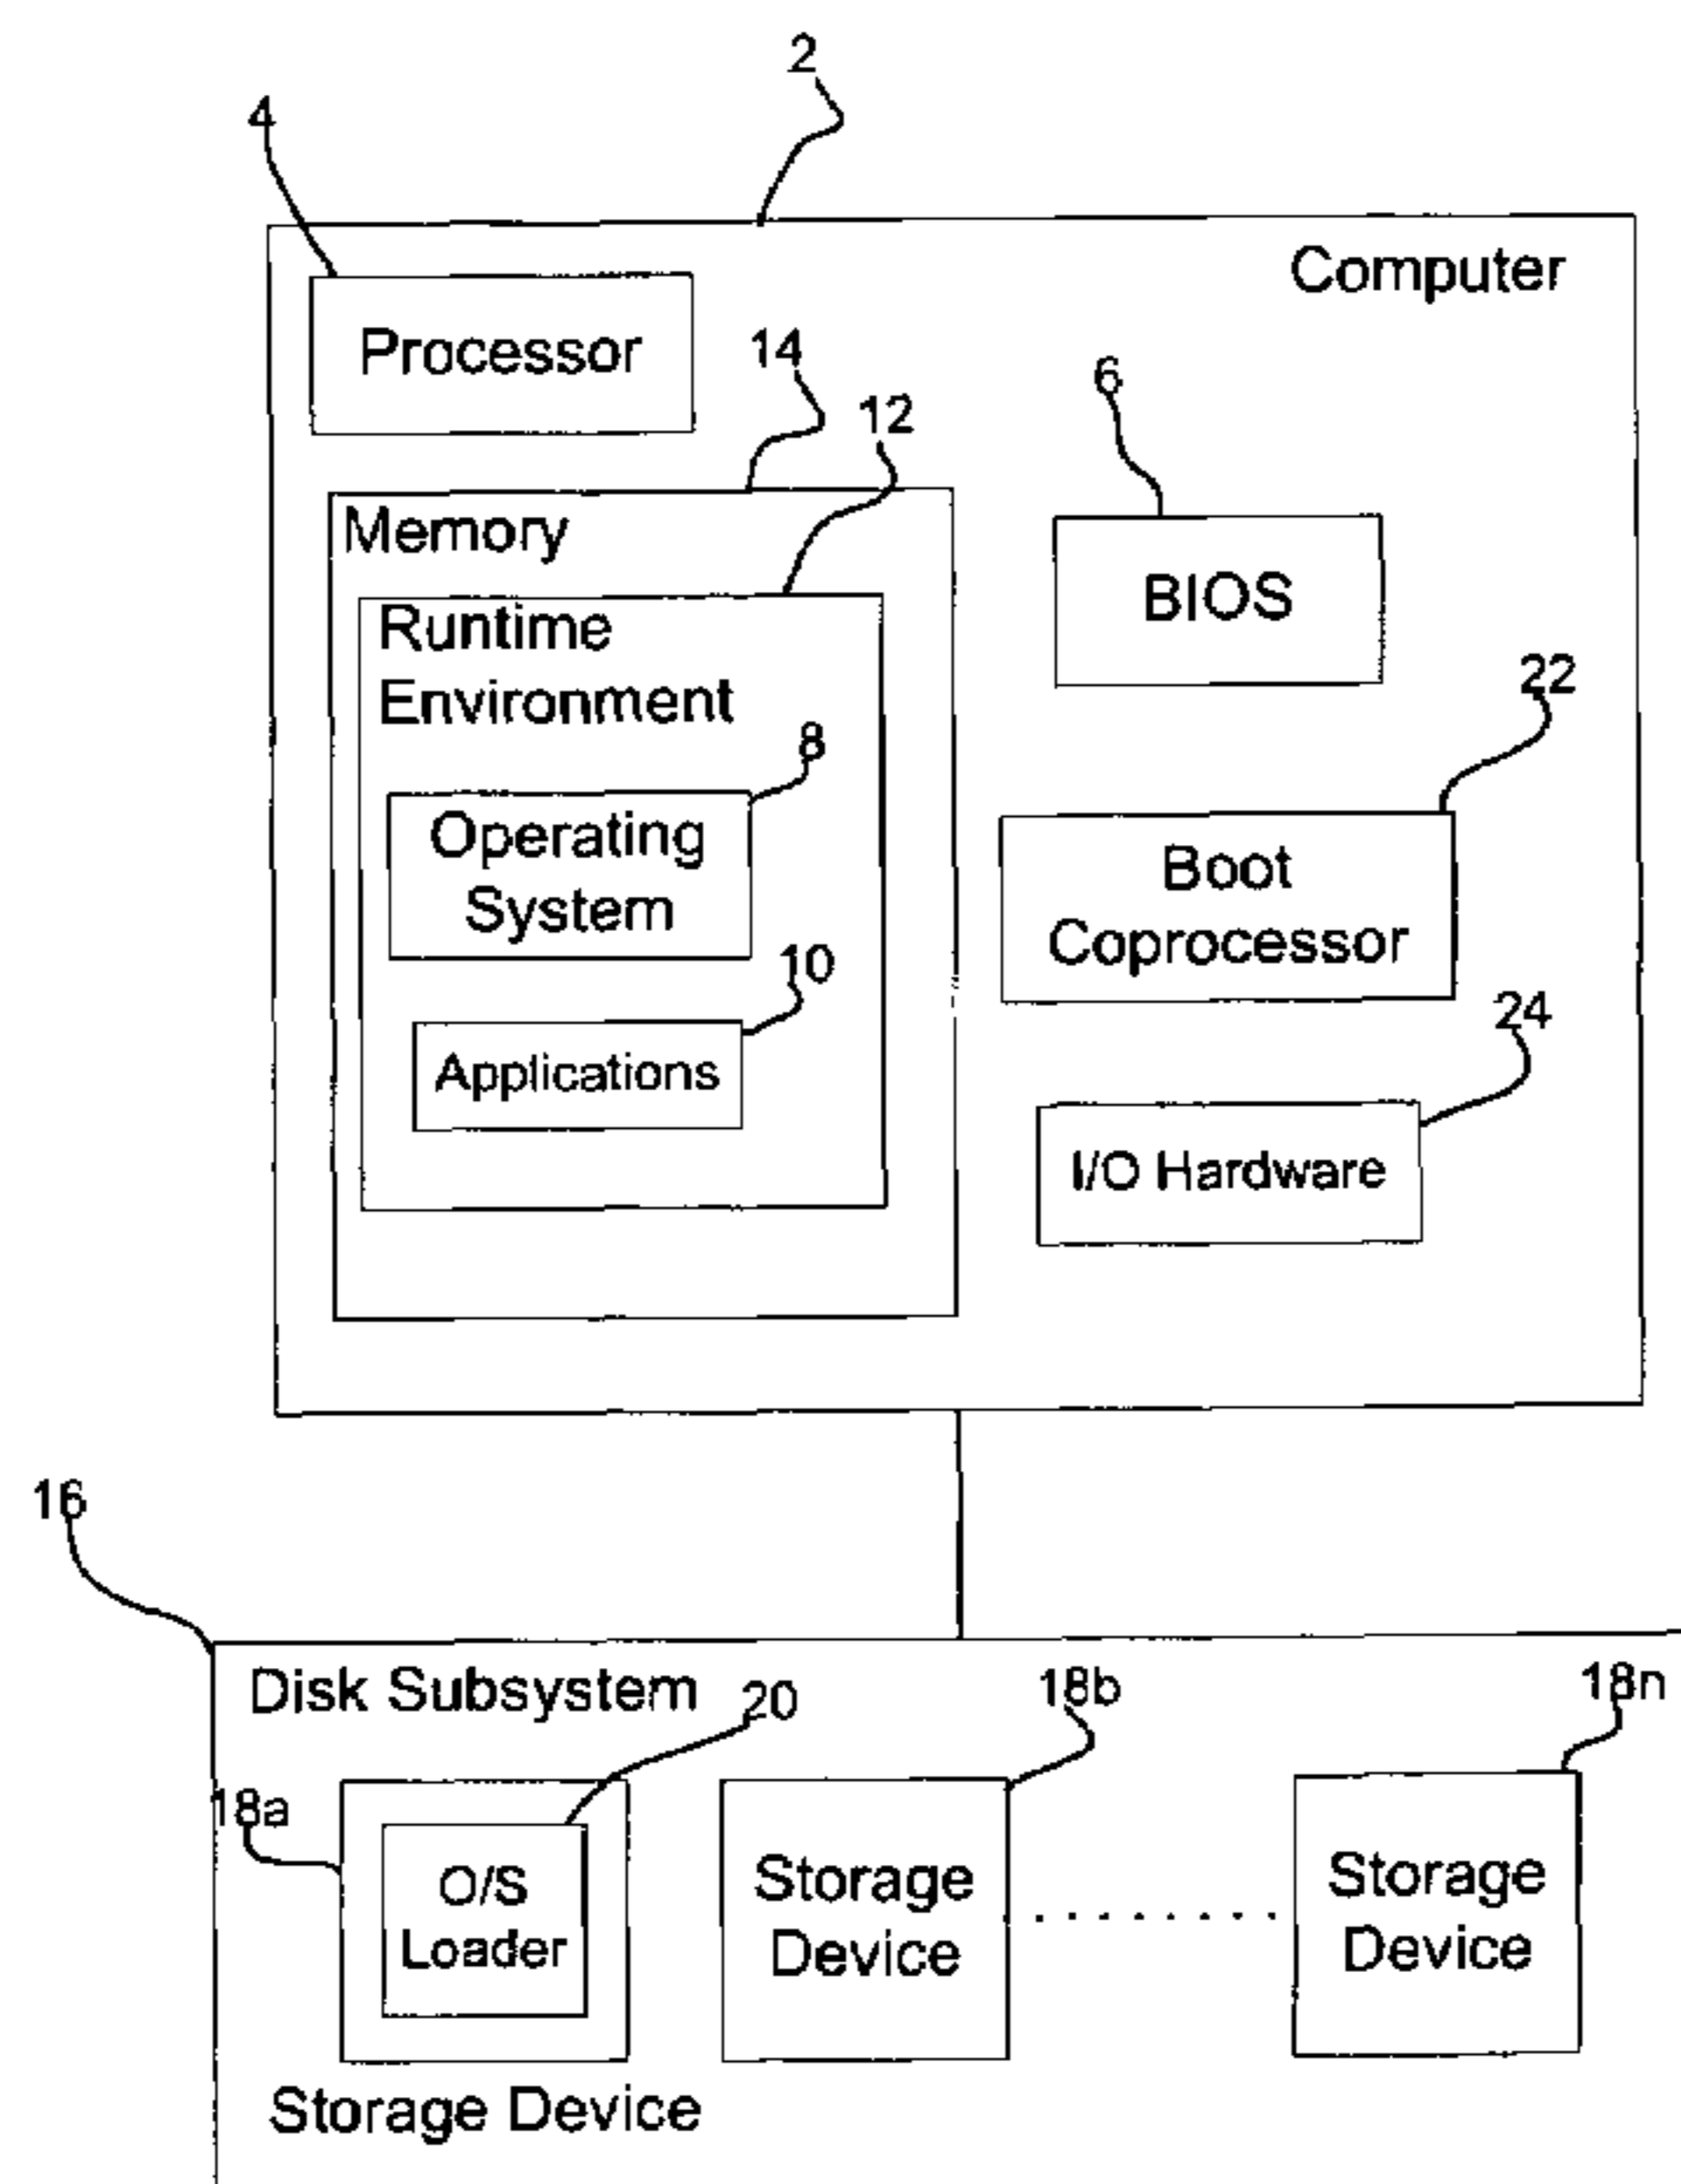 2
4
Computer
Processor
14
12
6
Memory
Runtime
Environment
BIOS
22
8
Operating
System
Boot
Coprocessor
10
Applications
24
I/O Hardware
16
Disk Subsystem
20
18b
18n
18a
O/S
Loader
Storage
Device
Storage
Device
Storage Device